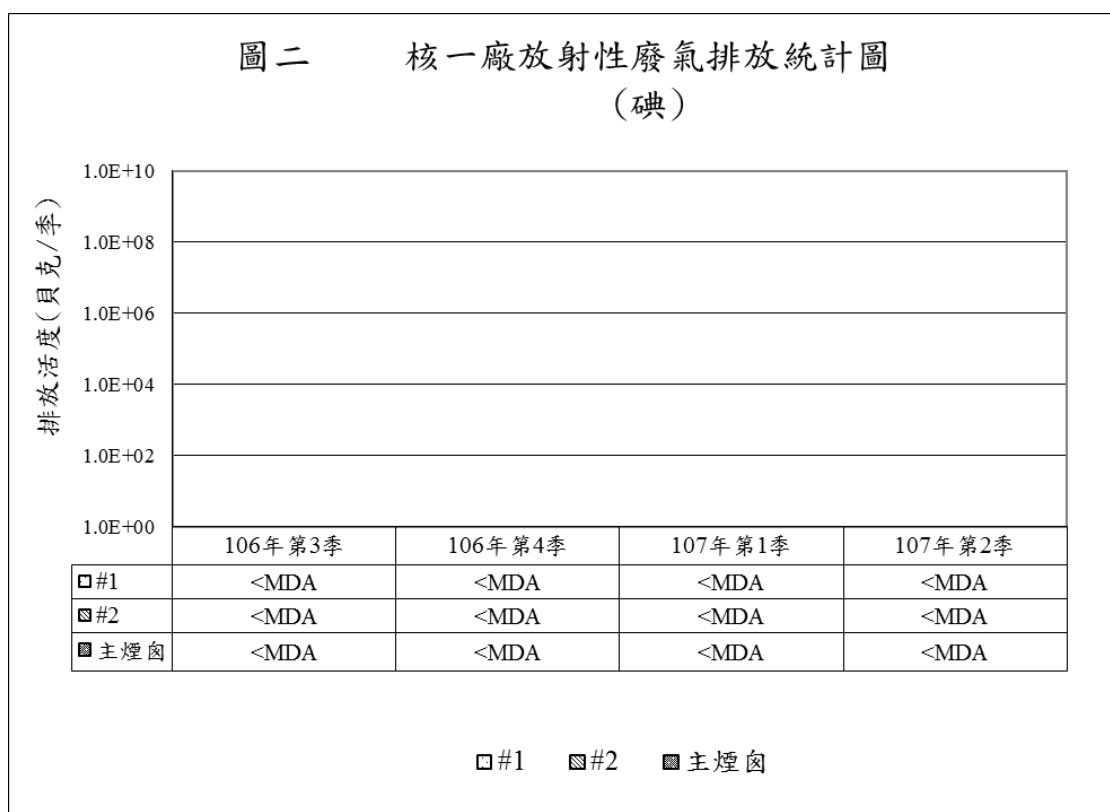 圖二 核一廠放射性廢氣排放統計圖
(碘)
排放活度(貝克/季)
1.0E+10
1.0E+08
1.0E+06
1.0E+04
1.0E+02
1.0E+00
106年第3季 106年第4季 107年第1季 107年第2季
#1 <MDA <MDA <MDA <MDA
#2 <MDA <MDA <MDA <MDA
主煙囪 <MDA <MDA <MDA <MDA
#1 #2 主煙囪